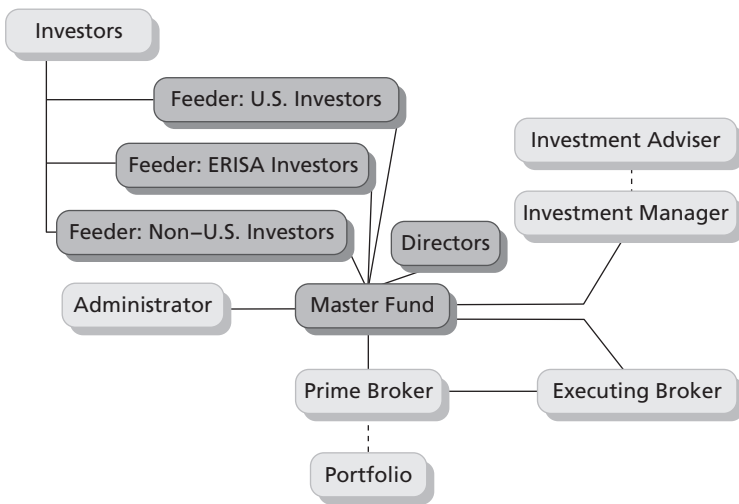 Investors
Feeder: U.S. Investors
Investment Adviser
Feeder: ERISA Investors
Investment Manager
Feeder: Non–U.S. Investors
Directors
Administrator
Master Fund
Prime Broker
Executing Broker
Portfolio